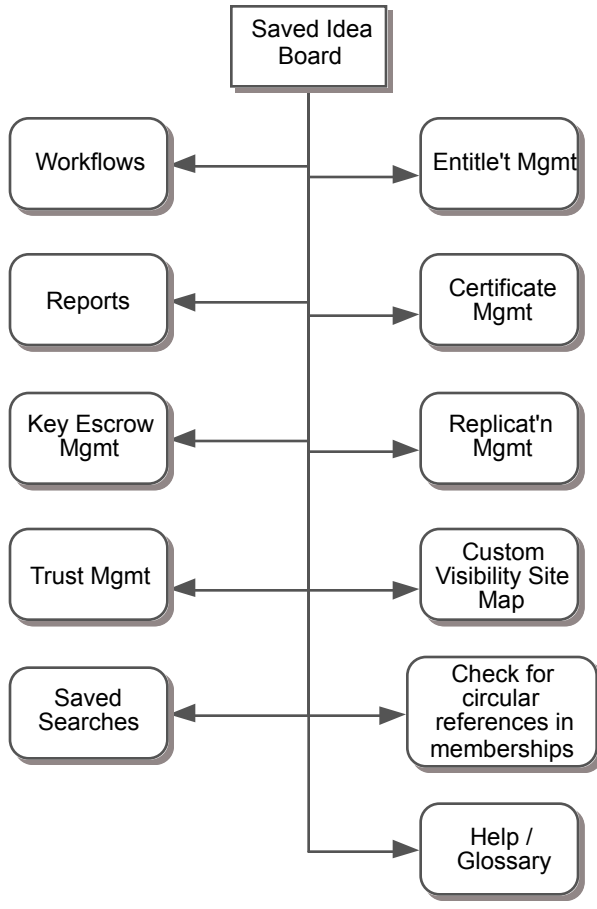 Saved Idea
Board
Workflows
Entitle't Mgmt
Reports
Certificate
Mgmt
Key Escrow
Mgmt
Replicat'n
Mgmt
Trust Mgmt
Custom
Visibility Site
Map
Saved
Searches
Check for
circular
references in
memberships
Help /
Glossary